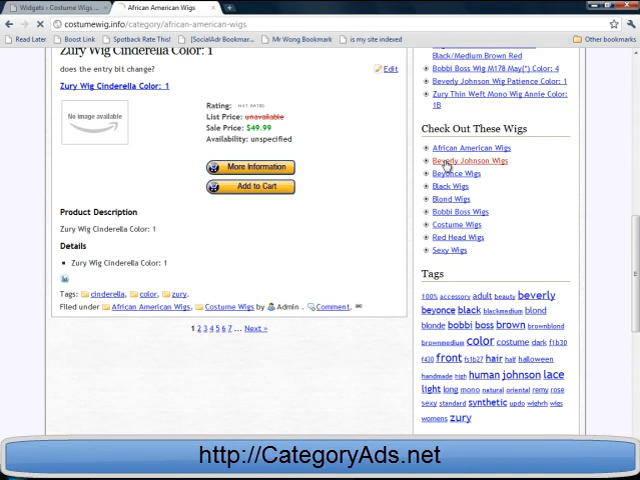 Widgets ‹ Costume Wigs ...
African American Wigs
costumewig.info/category/african-american-wigs
Read Later
Boost Link
Spotback Rate This!
[SocialAdr Bookmar...
Mr Wong Bookmark
is my site indexed
Other bookmarks
Zury Wig Cinderella Color: 1
does the entry bit change?
Edit
Zury Wig Cinderella Color: 1
No image available
Rating: NOT RATED
List Price: unavailable
Sale Price: $49.99
Availability: unspecified
More Information
Add to Cart
Product Description
Zury Wig Cinderella Color: 1
Details
Zury Wig Cinderella Color: 1
Tags: cinderella, color, zury.
Filed under African American Wigs, Costume Wigs by Admin . Comment.
1 2 3 4 5 6 7 ... Next »
Black/Medium Brown Red
Bobbi Boss Wig M178 May(*) Color: 4
Beverly Johnson Wig Patience Color: 1
Zury Thin Weft Mono Wig Annie Color:
1B
Check Out These Wigs
African American Wigs
Beverly Johnson Wigs
Beyonce Wigs
Black Wigs
Blond Wigs
Bobbi Boss Wigs
Costume Wigs
Red Head Wigs
Sexy Wigs
Tags
100% accessory adult beauty beverly
beyonce black blackmedium blond
blonde bobbi boss brown brownblond
brownmedium color costume dark f1b30
f430 front fs1b27 hair half halloween
handmade high human johnson lace
light long mono natural oriental remy rose
sexy standard synthetic updo wighrh wigs
womens zury
http://CategoryAds.net